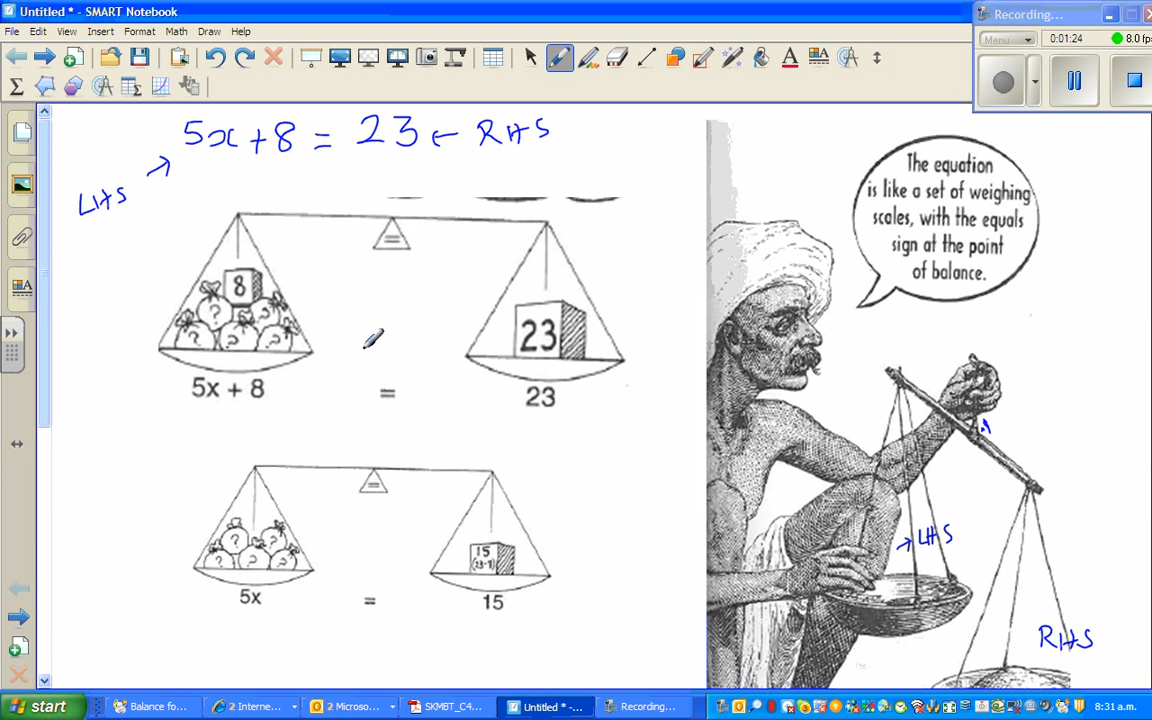 Untitled * - SMART Notebook
File Edit View Insert Format Math Draw Help
Recording...
Menu
0:01:24
8.0 fp
5x + 8 = 23 ← RHS
LHS
=
8
? ? ? ? ?
23
5x + 8 = 23
=
? ? ? ? ?
15
5x = 15
The equation
is like a set of weighing
scales, with the equals
sign at the point
of balance.
→ LHS
RHS
start
Balance fo...
2 Interne...
2 Microso...
SKMBT_C4...
Untitled * -...
Recording...
8:31 a.m.